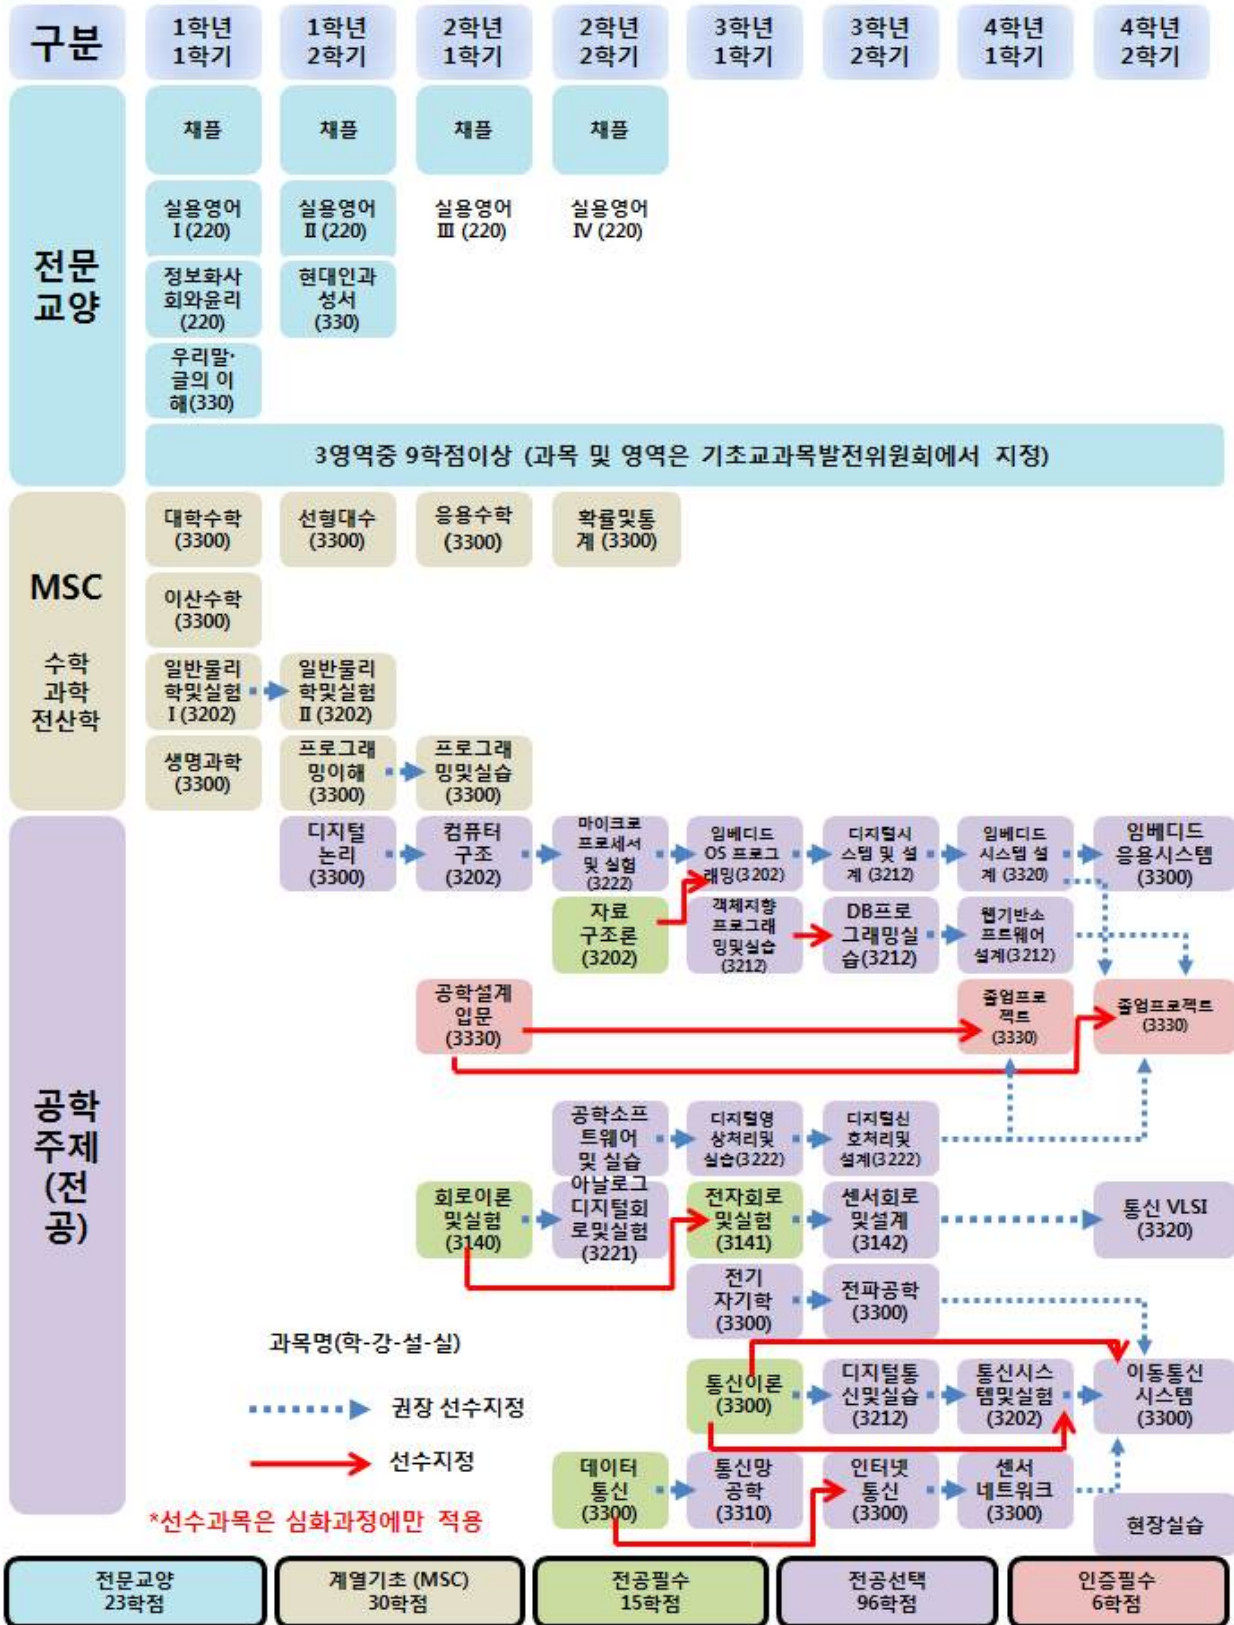 구분
1학년
1학기
1학년
2학기
2학년
1학기
2학년
2학기
3학년
1학기
3학년
2학기
4학년
1학기
4학년
2학기
전문
교양
채플
채플
채플
채플
실용영어
Ⅰ (220)
실용영어
Ⅱ (220)
실용영어
Ⅲ (220)
실용영어
Ⅳ (220)
정보화사
회와윤리
(220)
현대인과
성서
(330)
우리말·
글의 이
해(330)
3영역중 9학점이상 (과목 및 영역은 기초교과목발전위원회에서 지정)
MSC
수학
과학
전산학
대학수학
(3300)
선형대수
(3300)
응용수학
(3300)
확률및통
계 (3300)
이산수학
(3300)
일반물리
학및실험
Ⅰ (3202)
일반물리
학및실험
Ⅱ (3202)
생명과학
(3300)
프로그래
밍이해
(3300)
프로그래
밍및실습
(3300)
공학
주제
(전
공)
디지털
논리
(3300)
컴퓨터
구조
(3202)
마이크로
프로세서
및 실험
(3222)
임베디드
OS 프로그
래밍(3202)
디지털시
스템 및 설
계 (3212)
임베디드
시스템 설
계 (3320)
임베디드
응용시스템
(3300)
자료
구조론
(3202)
객체지향
프로그래
밍및실습
(3212)
DB프로
그래밍실
습(3212)
웹기반소
프트웨어
설계(3212)
공학설계
입문
(3330)
졸업프로
젝트
(3330)
졸업프로젝트
(3330)
공학소프
트웨어
및 실습
디지털영
상처리및
실습(3222)
디지털신
호처리및
설계(3222)
회로이론
및실험
(3140)
아날로그
디지털회
로및실험
(3221)
전자회로
및실험
(3141)
센서회로
및설계
(3142)
통신 VLSI
(3320)
전기
자기학
(3300)
전파공학
(3300)
과목명(학-강-설-실)
통신이론
(3300)
디지털통
신및실습
(3212)
통신시스
템및실험
(3202)
이동통신
시스템
(3300)
권장 선수지정
선수지정
데이터
통신
(3300)
통신망
공학
(3310)
인터넷
통신
(3300)
센서
네트워크
(3300)
현장실습
*선수과목은 심화과정에만 적용
전문교양
23학점
계열기초 (MSC)
30학점
전공필수
15학점
전공선택
96학점
인증필수
6학점